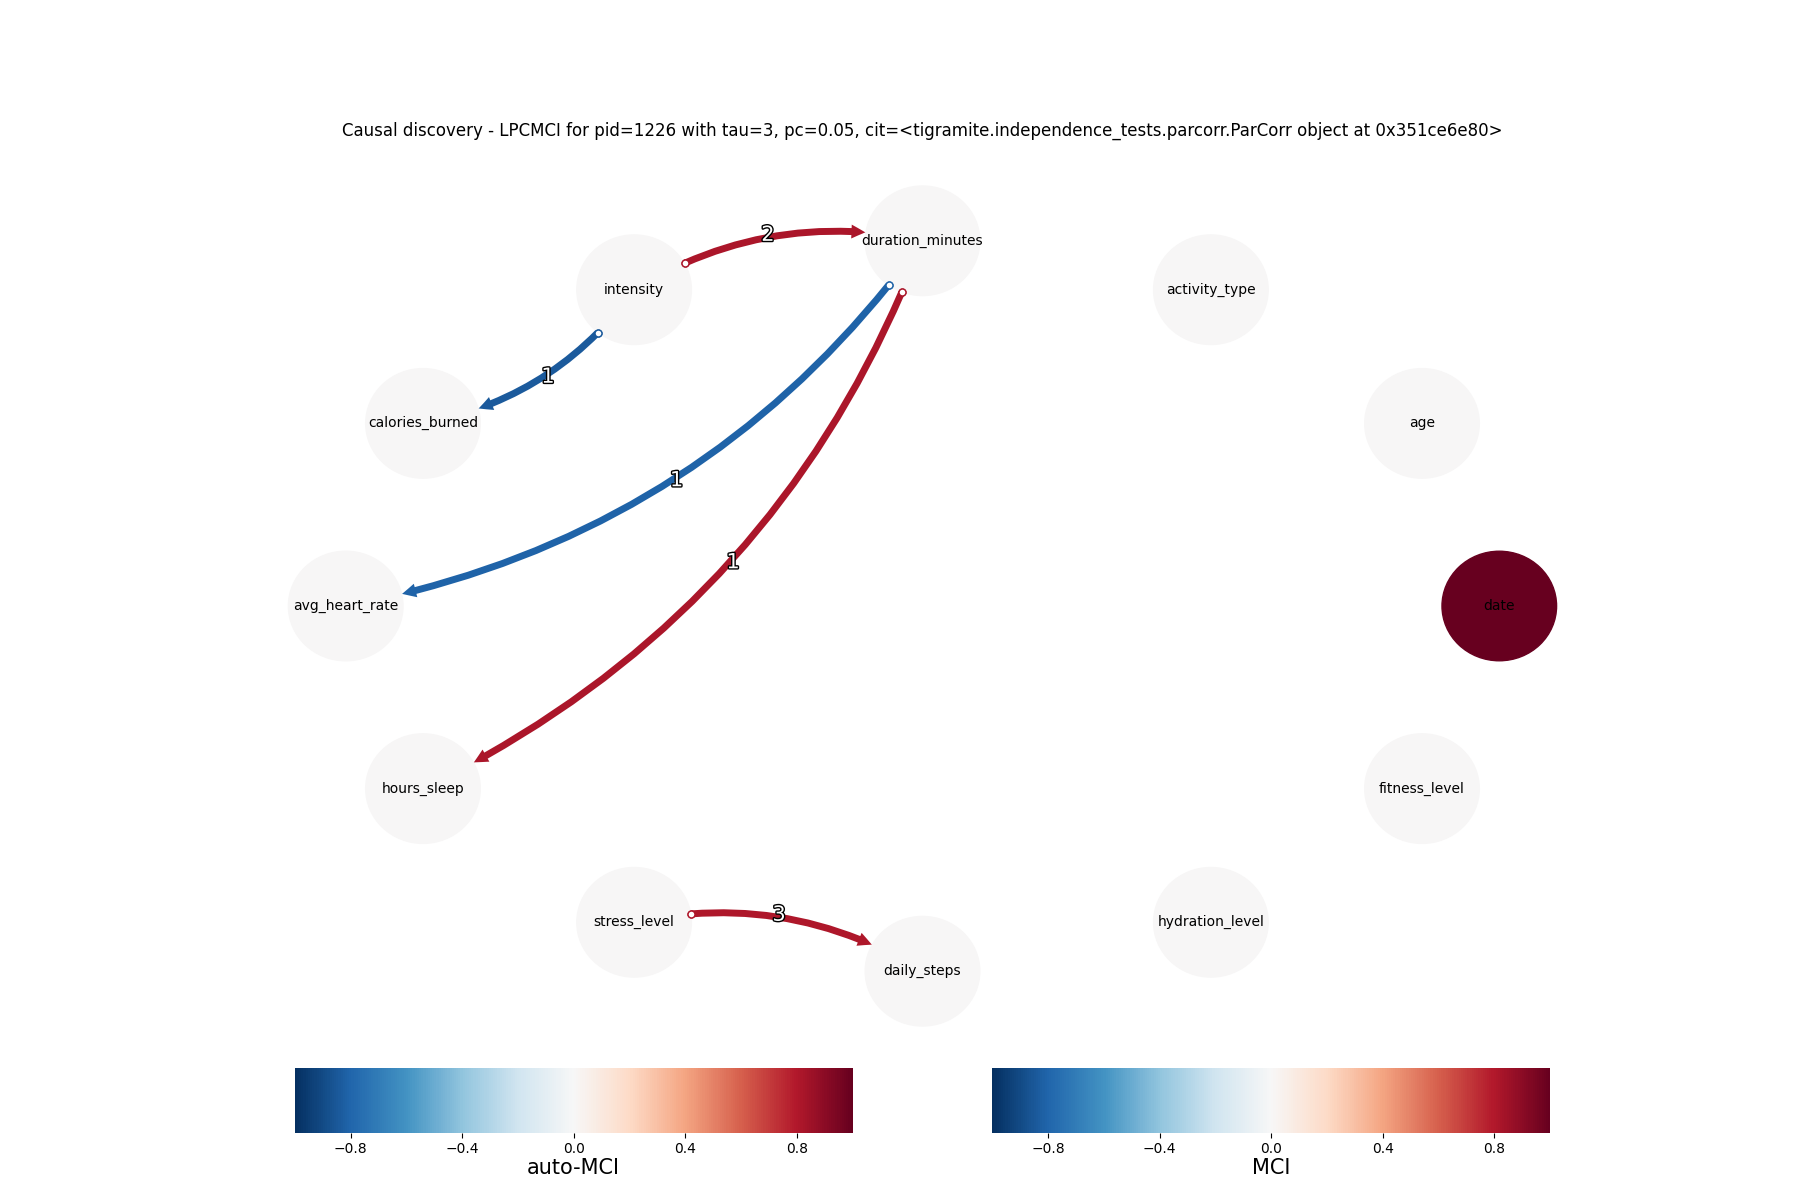 Causal discovery - LPCMCI for pid=1226 with tau=3, pc=0.05, cit=<tigramite.independence_tests.parcorr.ParCorr object at 0x351ce6e80>
2
duration_minutes
intensity
activity_type
1
calories_burned
age
1
1
avg_heart_rate
date
hours_sleep
fitness_level
3
stress_level
hydration_level
daily_steps
−0.8 −0.4 0.0 0.4 0.8
auto-MCI
−0.8 −0.4 0.0 0.4 0.8
MCI